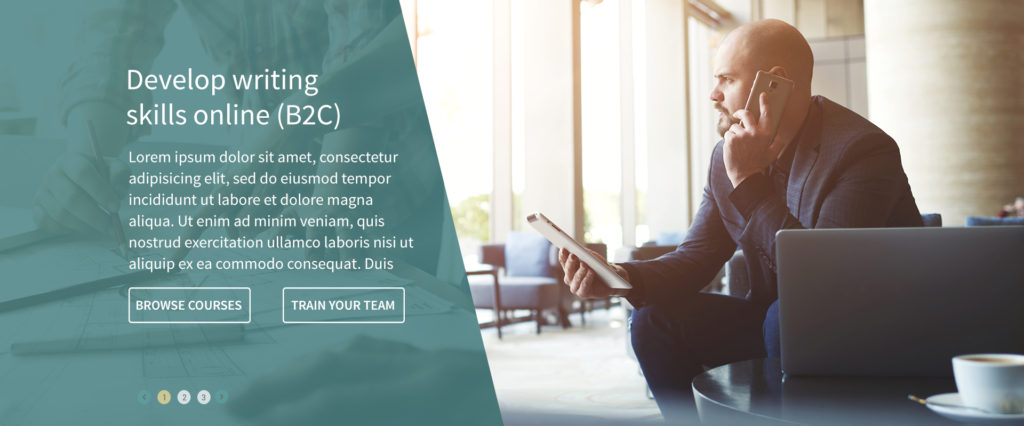 Develop writing
skills online (B2C)
Lorem ipsum dolor sit amet, consectetur
adipisicing elit, sed do eiusmod tempor
incididunt ut labore et dolore magna
aliqua. Ut enim ad minim veniam, quis
nostrud exercitation ullamco laboris nisi ut
aliquip ex ea commodo consequat. Duis
BROWSE COURSES TRAIN YOUR TEAM
1 2 3